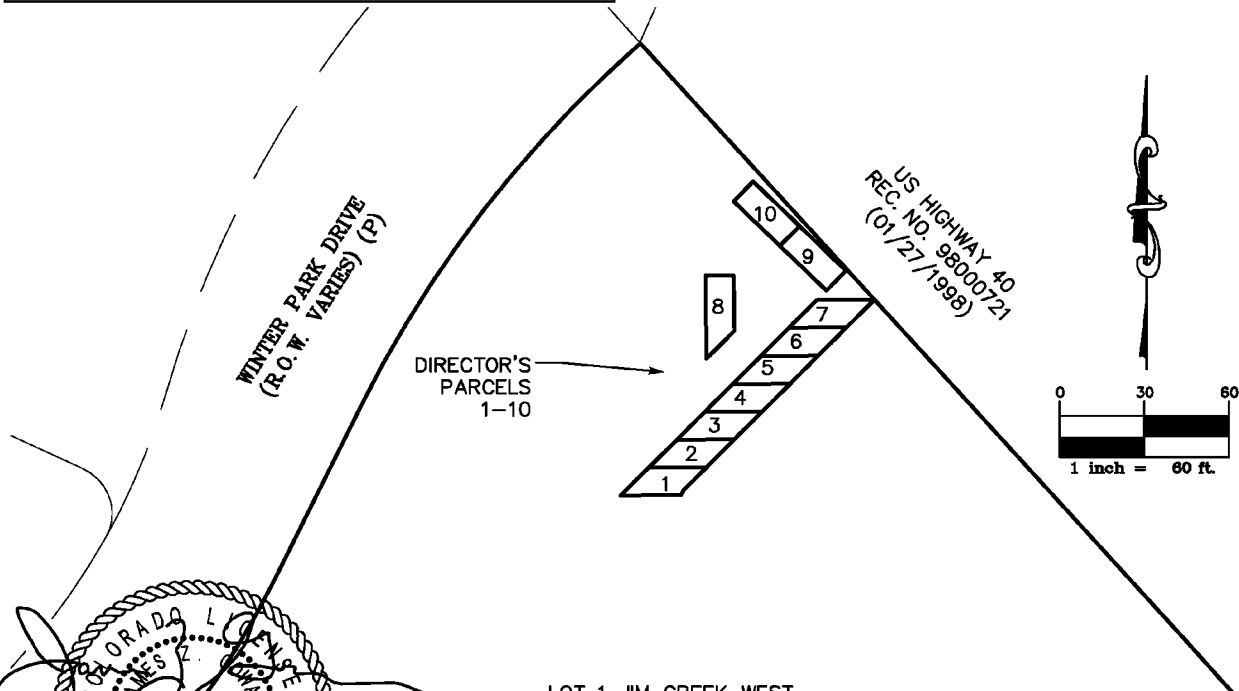 WINTER PARK DRIVE
(R.O.W. VARIES) (P)
US HIGHWAY 40
REC. NO. 98000721
(01/27/1998)
10
9
8
7
6
5
4
3
2
1
DIRECTOR'S
PARCELS
1-10
0 30 60
1 inch = 60 ft.
COLORADO LICENSE
JAMES Z.
LOT 1 JIM CREEK WEST